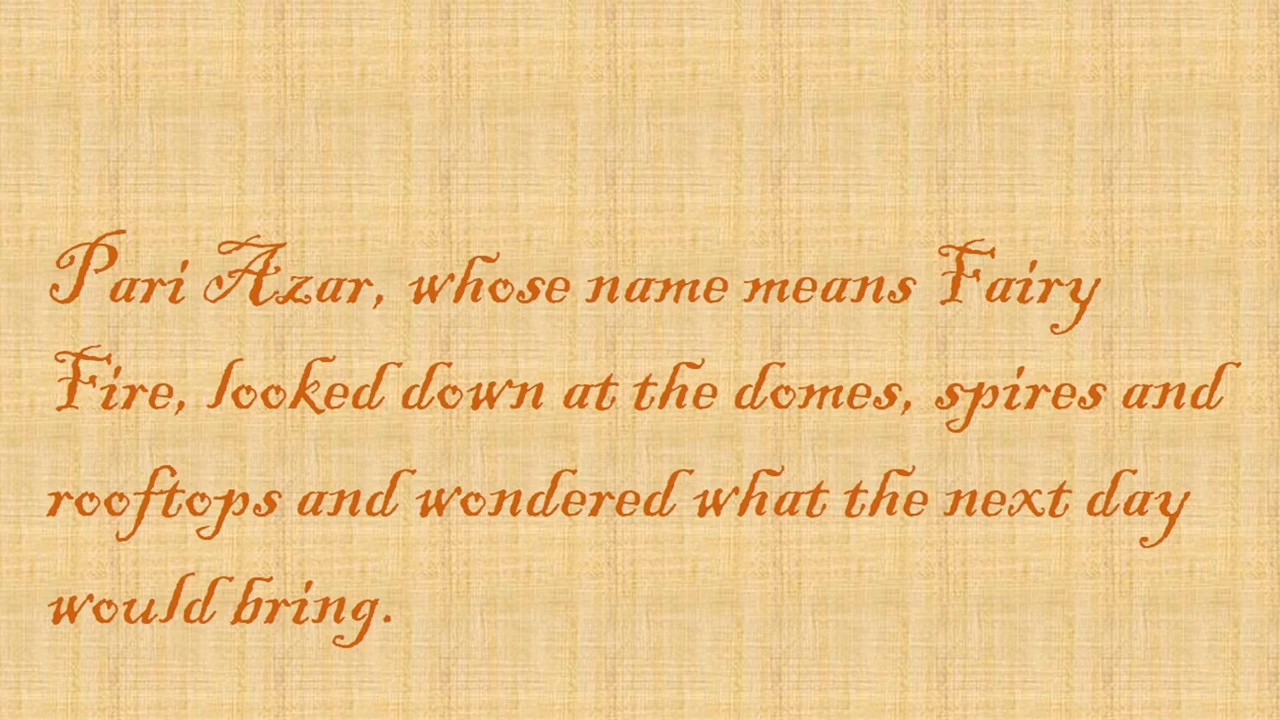 Pari Azar, whose name means Fairy
Fire, looked down at the domes, spires and
rooftops and wondered what the next day
would bring.